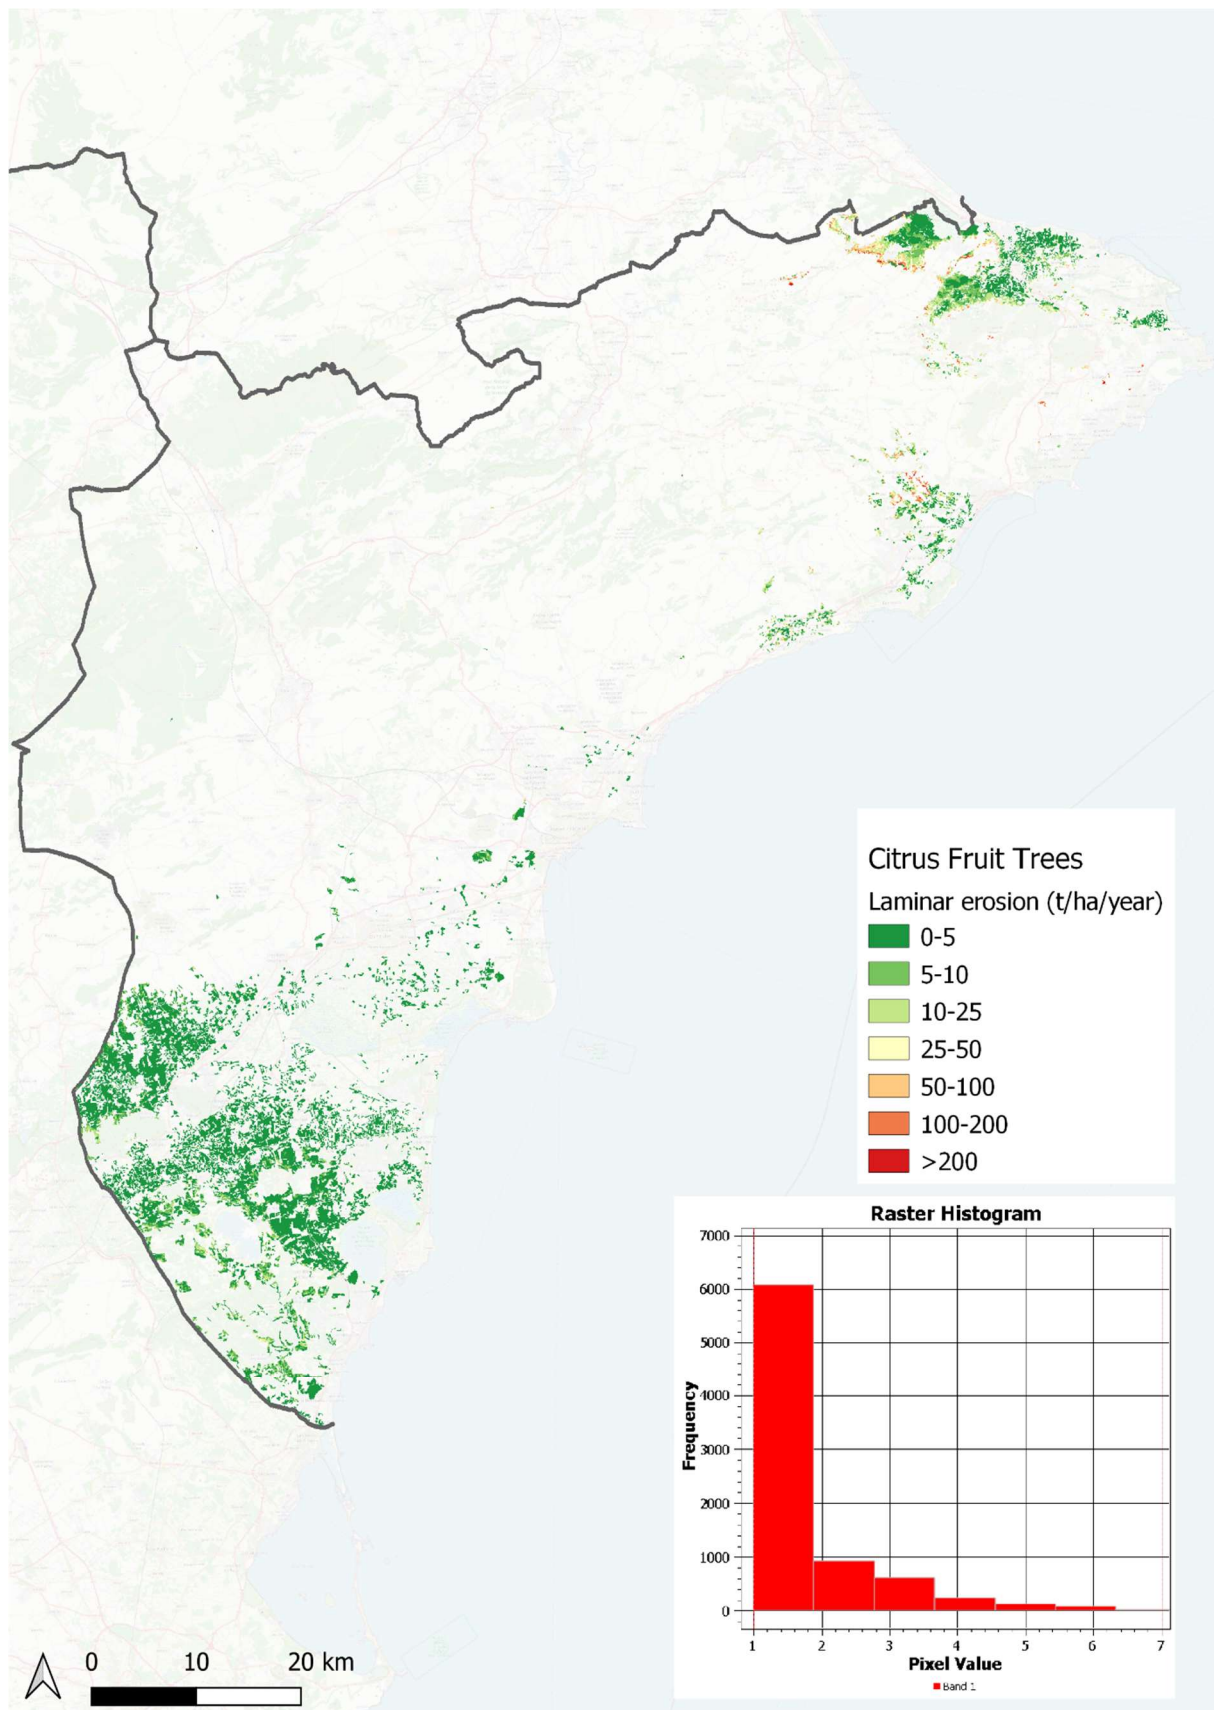 Citrus Fruit Trees
Laminar erosion (t/ha/year)
0-5
5-10
10-25
25-50
50-100
100-200
>200
Raster Histogram
7000
6000
5000
4000
3000
2000
1000
0
Frequency
1 2 3 4 5 6 7
Pixel Value
Band 1
0 10 20 km